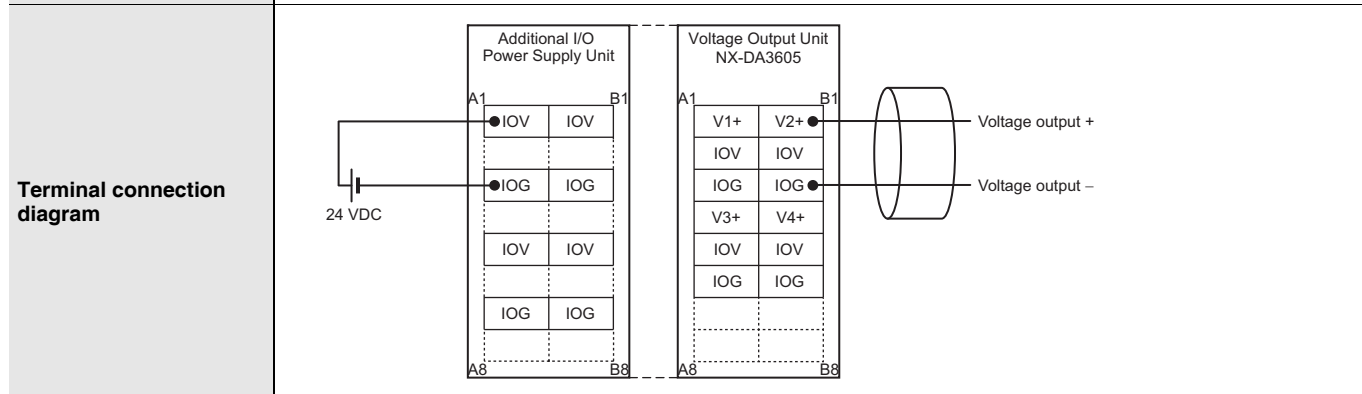 Terminal connection
diagram
24 VDC
Additional I/O
Power Supply Unit
A1 B1
IOV IOV
IOG IOG
IOV IOV
IOG IOG
A8 B8
Voltage Output Unit
NX-DA3605
A1 B1
V1+ V2+
IOV IOV
IOG IOG
V3+ V4+
IOV IOV
IOG IOG
A8 B8
Voltage output +
Voltage output −